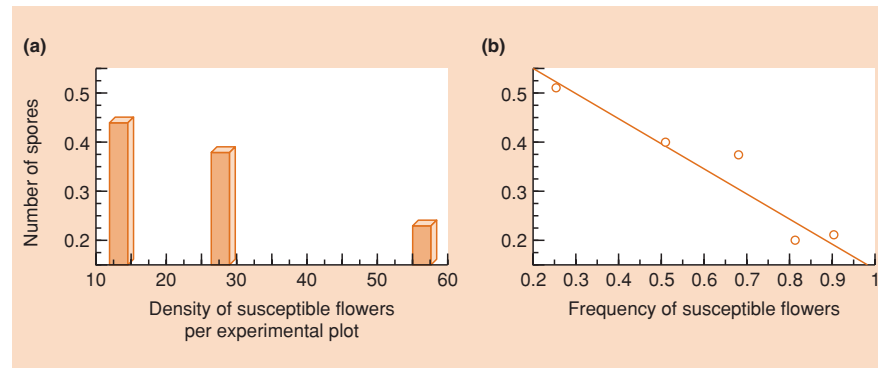 (a)
Number of spores
0.5
0.4
0.3
0.2
10 20 30 40 50 60
Density of susceptible flowers
per experimental plot
(b)
0.5
0.4
0.3
0.2
0.2 0.3 0.4 0.5 0.6 0.7 0.8 0.9 1
Frequency of susceptible flowers